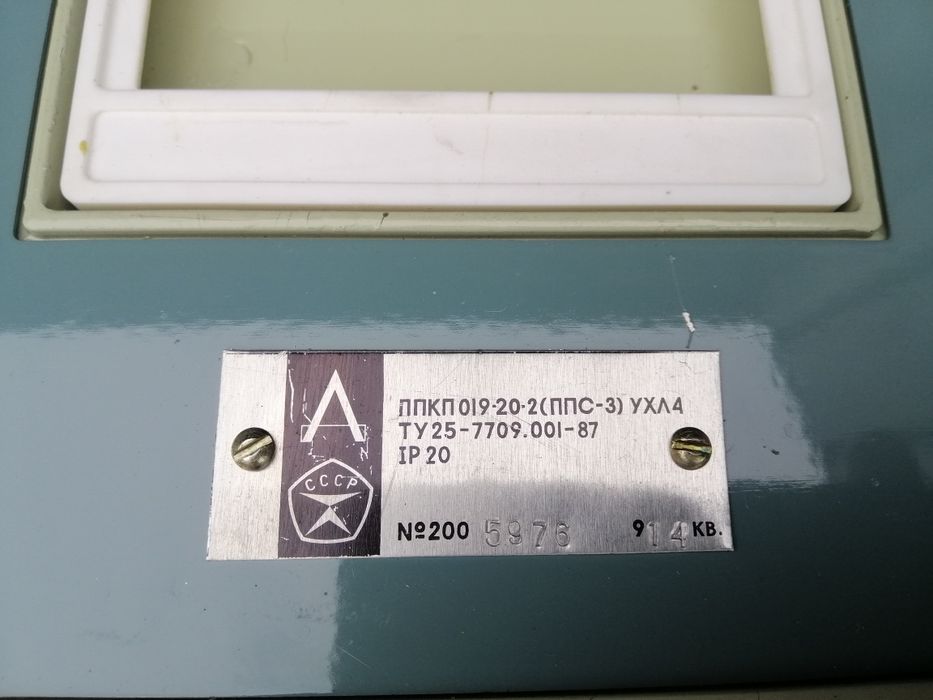 ППКП 019-20-2(ППС-3) УХЛ4
ТУ 25-7709.001-87
IP 20
СССР
№200 5976 914 КВ.